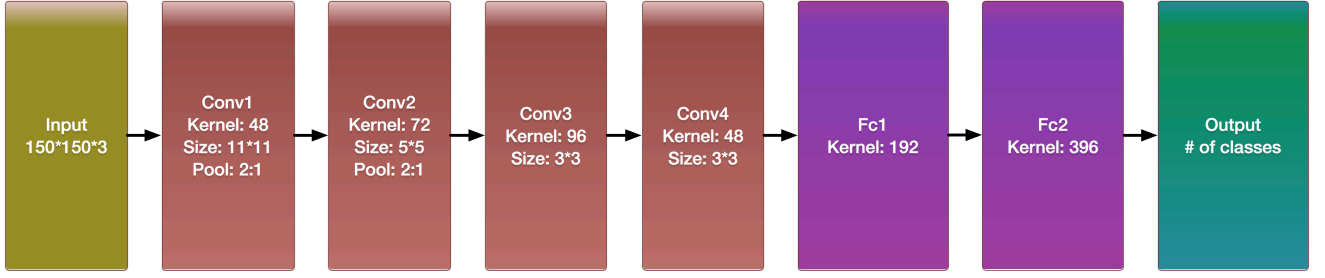 Input
150*150*3
Conv1
Kernel: 48
Size: 11*11
Pool: 2:1
Conv2
Kernel: 72
Size: 5*5
Pool: 2:1
Conv3
Kernel: 96
Size: 3*3
Conv4
Kernel: 48
Size: 3*3
Fc1
Kernel: 192
Fc2
Kernel: 396
Output
# of classes